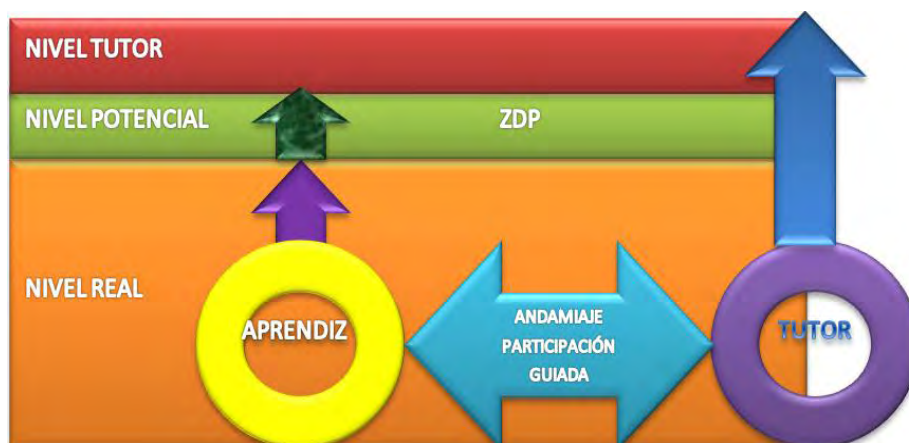 NIVEL TUTOR
NIVEL POTENCIAL
ZDP
NIVEL REAL
APRENDIZ
ANDAMIAJE
PARTICIPACIÓN
GUIADA
TUTOR